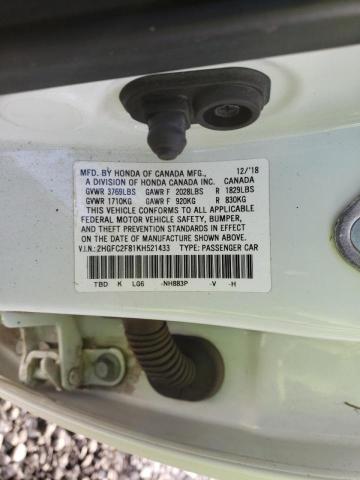 MFD. BY HONDA OF CANADA MFG., 12/'18
A DIVISION OF HONDA CANADA INC. CANADA
GVWR 3769LBS GAWR F 2028LBS R 1829LBS
GVWR 1710KG GAWR F 920KG R 830KG
THIS VEHICLE CONFORMS TO ALL APPLICABLE
FEDERAL MOTOR VEHICLE SAFETY, BUMPER,
AND THEFT PREVENTION STANDARDS IN EFFECT
ON THE DATE OF MANUFACTURE SHOWN ABOVE.
V.I.N.: 2HGFC2F81KH521433 TYPE: PASSENGER CAR
TBD K LG6 -NH883P -V -H